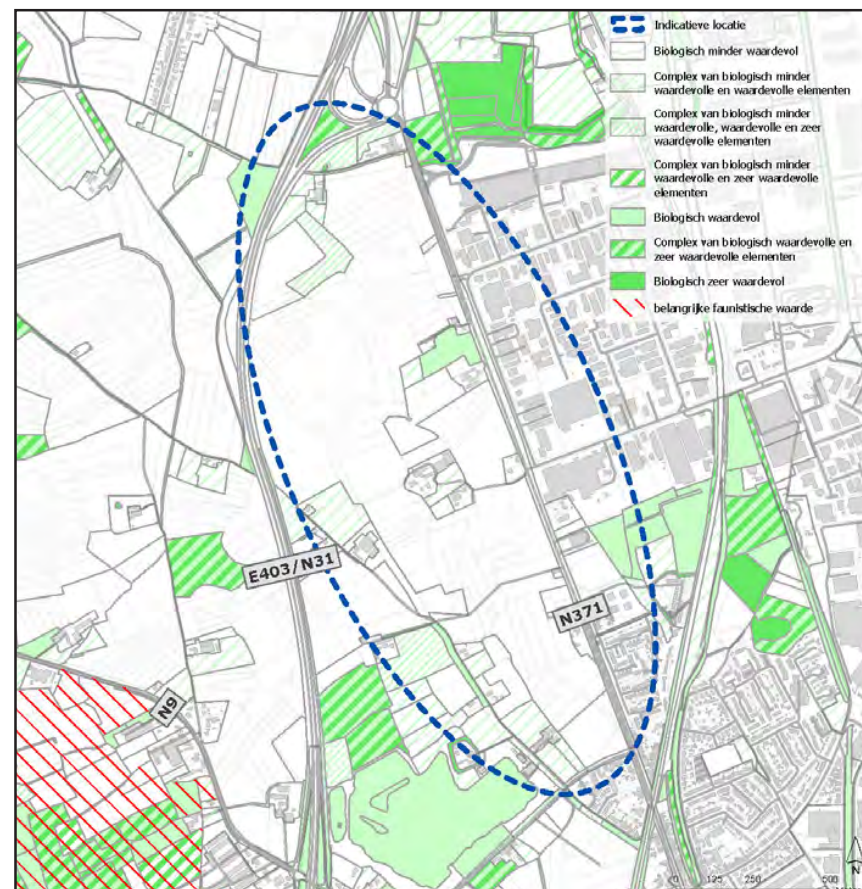 Indicatieve locatie
Biologisch minder waardevol
Complex van biologisch minder
waardevolle en waardevolle elementen
Complex van biologisch minder
waardevolle, waardevolle en zeer
waardevolle elementen
Complex van biologisch minder
waardevolle en zeer waardevolle
elementen
Biologisch waardevol
Complex van biologisch waardevolle en
zeer waardevolle elementen
Biologisch zeer waardevol
belangrijke faunistische waarde
E403/N31
N371
N9
N
0 125 250 500